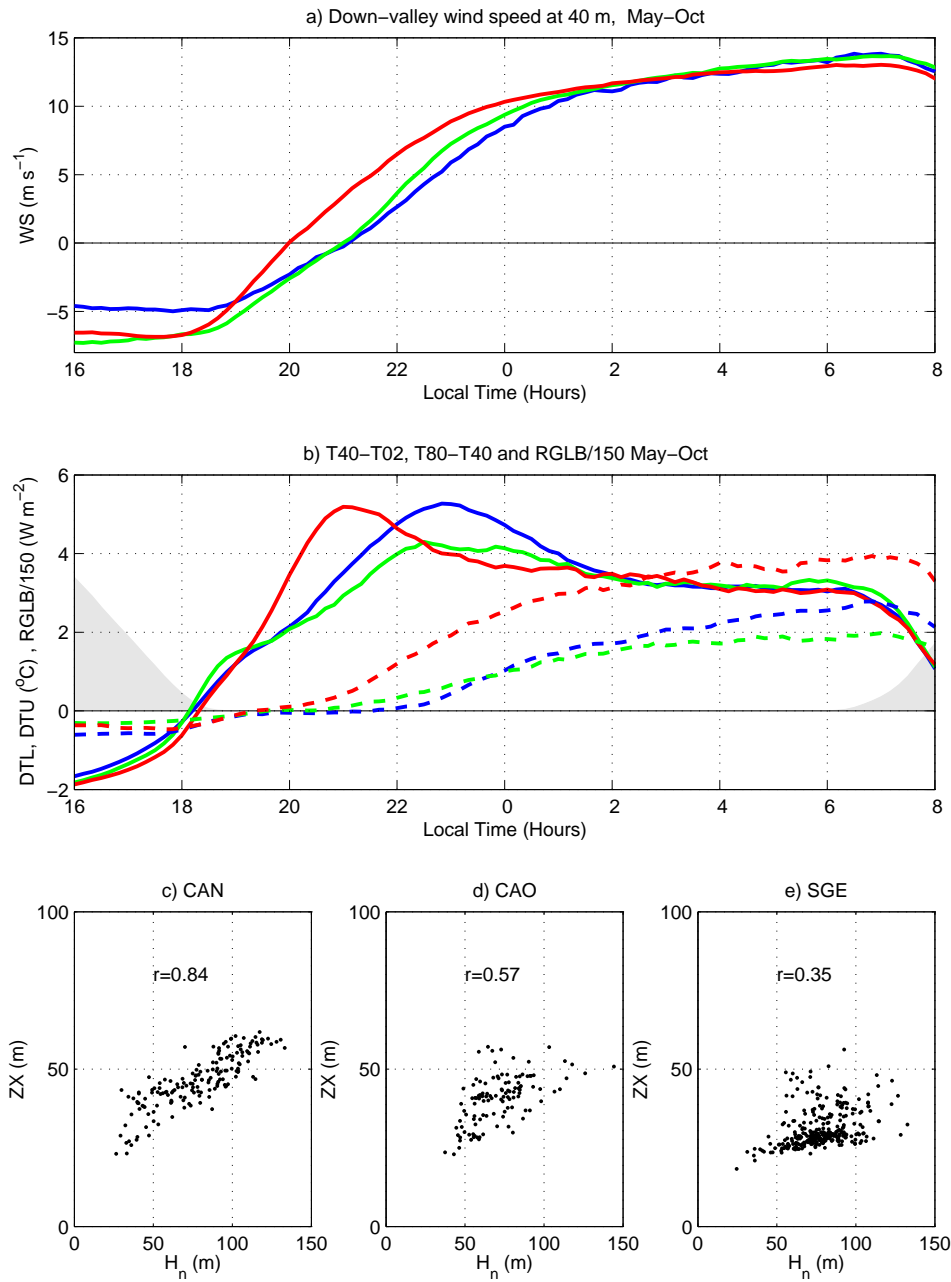 a) Down−valley wind speed at 40 m,  May−Oct
15
10
5
0
−5
WS (m s⁻¹)
16 18 20 22 0 2 4 6 8
Local Time (Hours)
b) T40−T02, T80−T40 and RGLB/150 May−Oct
6
4
2
0
−2
DTL, DTU (⁰C) , RGLB/150 (W m⁻²)
16 18 20 22 0 2 4 6 8
Local Time (Hours)
c) CAN
100
50
0
ZX (m)
r=0.84
0 50 100 150
Hₙ (m)
d) CAO
100
50
0
ZX (m)
r=0.57
0 50 100 150
Hₙ (m)
e) SGE
100
50
0
ZX (m)
r=0.35
0 50 100 150
Hₙ (m)